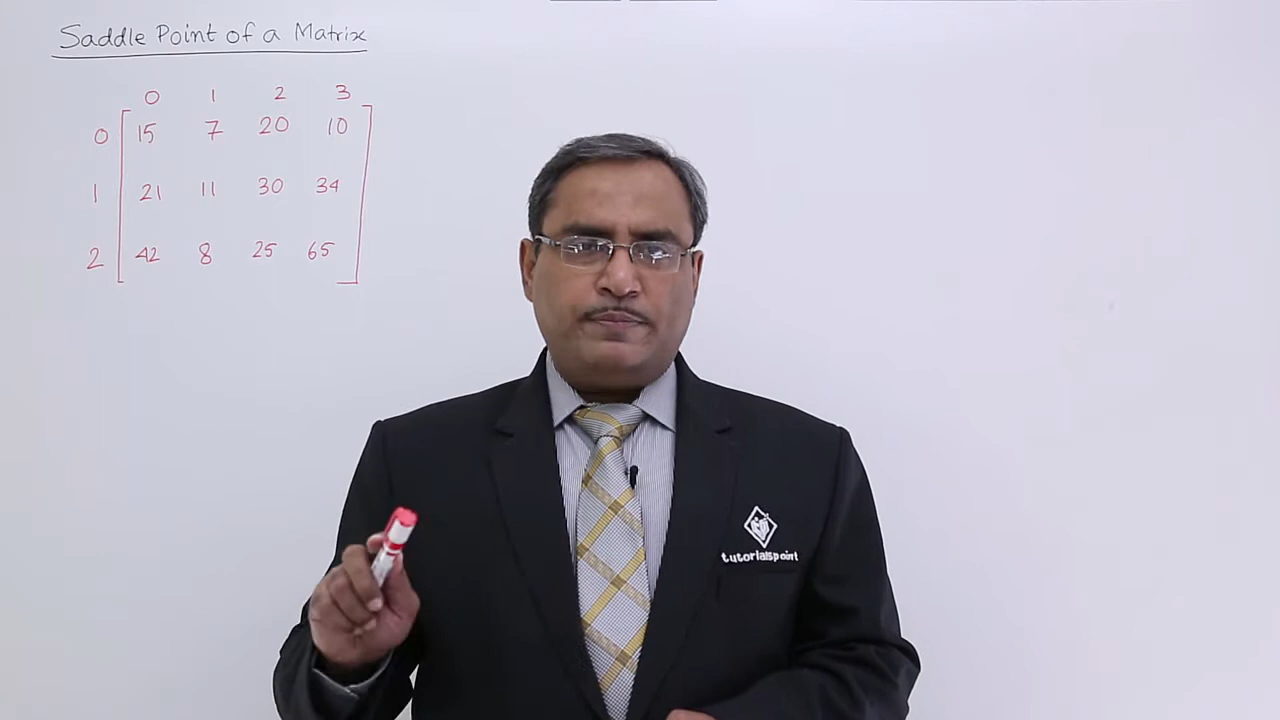 Saddle Point of a Matrix
0 1 2 3
0 15 7 20 10
1 21 11 30 34
2 42 8 25 65
tutorialspoint